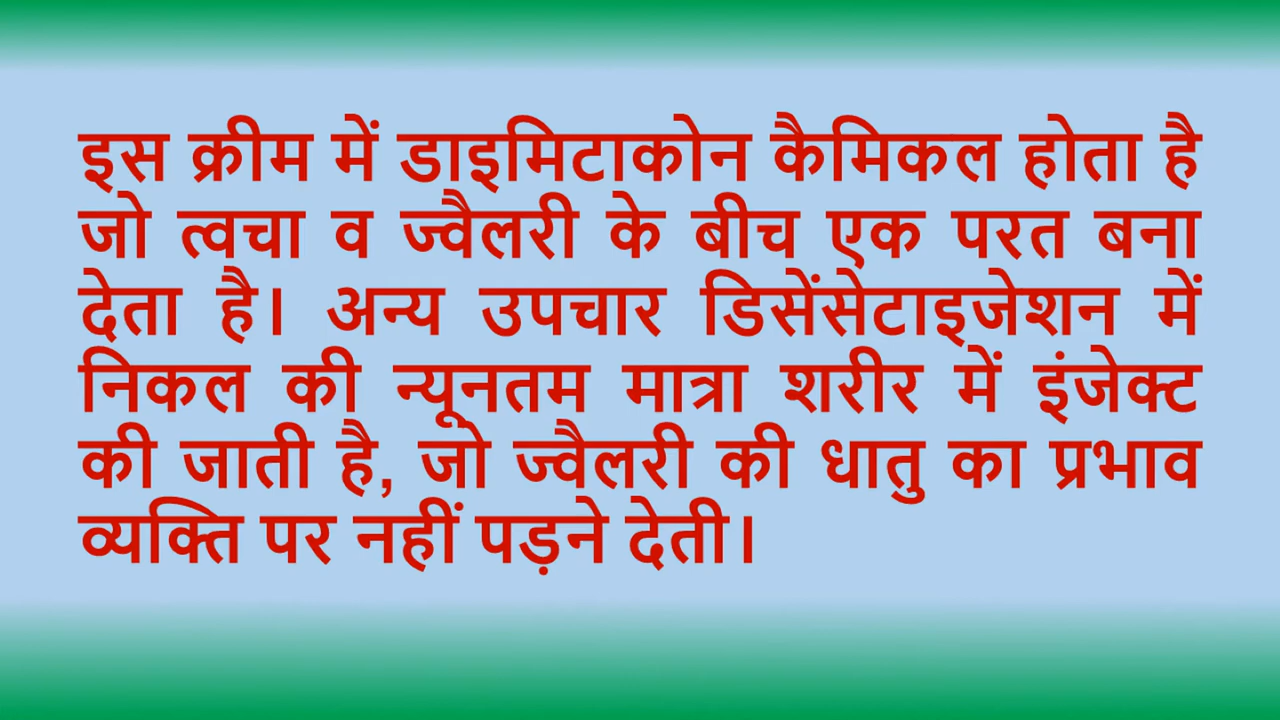 इस क्रीम में डाइमिटाकोन कैमिकल होता है
जो त्वचा व ज्वैलरी के बीच एक परत बना
देता है। अन्य उपचार डिसेंसेटाइजेशन में
निकल की न्यूनतम मात्रा शरीर में इंजेक्ट
की जाती है, जो ज्वैलरी की धातु का प्रभाव
व्यक्ति पर नहीं पड़ने देती।